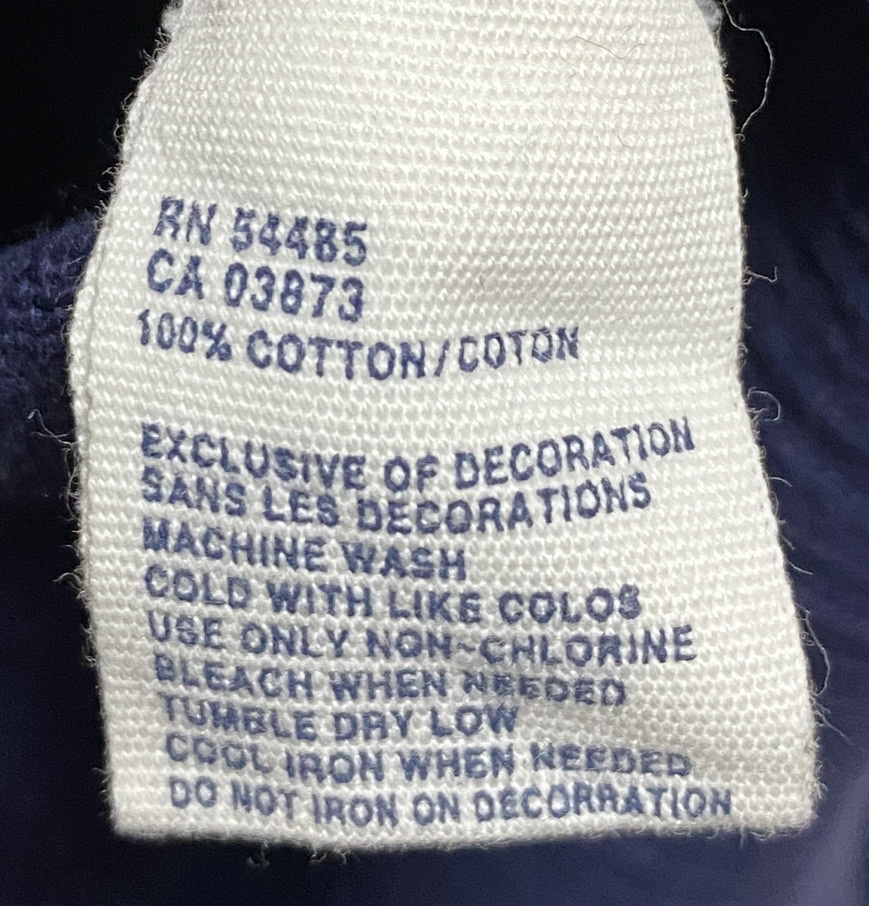 RN 54485
CA 03873
100% COTTON/COTON
EXCLUSIVE OF DECORATION
SANS LES DECORATIONS
MACHINE WASH
COLD WITH LIKE COLOS
USE ONLY NON-CHLORINE
BLEACH WHEN NEEDED
TUMBLE DRY LOW
COOL IRON WHEN NEEDED
DO NOT IRON ON DECORRATION